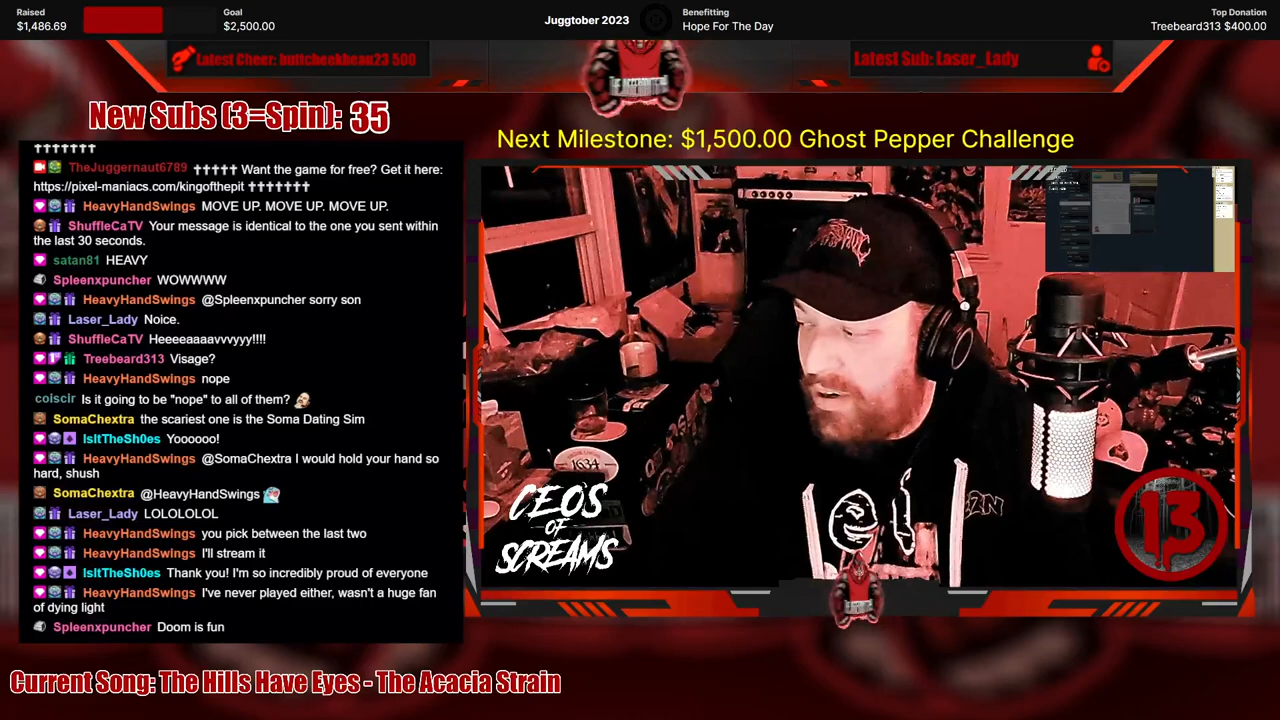 Raised
$1,486.69
Goal
$2,500.00
Juggtober 2023
Benefitting
Hope For The Day
Top Donation
Treebeard313 $400.00
Latest Cheer: buttcheekbean23 500
Latest Sub: Laser_Lady
New Subs (3=Spin): 35
Next Milestone: $1,500.00 Ghost Pepper Challenge
†††††††
TheJuggernaut6789 ††††† Want the game for free? Get it here:
https://pixel-maniacs.com/kingofthepit †††††††
HeavyHandSwings MOVE UP. MOVE UP. MOVE UP.
ShuffleCaTV Your message is identical to the one you sent within
the last 30 seconds.
satan81 HEAVY
Spleenxpuncher WOWWWW
HeavyHandSwings @Spleenxpuncher sorry son
Laser_Lady Noice.
ShuffleCaTV Heeeeaaaavvvyyy!!!!
Treebeard313 Visage?
HeavyHandSwings nope
coiscir Is it going to be "nope" to all of them?
SomaChextra the scariest one is the Soma Dating Sim
IsItTheSh0es Yoooooo!
HeavyHandSwings @SomaChextra I would hold your hand so
hard, shush
SomaChextra @HeavyHandSwings
Laser_Lady LOLOLOLOL
HeavyHandSwings you pick between the last two
HeavyHandSwings I'll stream it
IsItTheSh0es Thank you! I'm so incredibly proud of everyone
HeavyHandSwings I've never played either, wasn't a huge fan
of dying light
Spleenxpuncher Doom is fun
1634
CEO'S
OF
SCREAMS
13
Current Song: The Hills Have Eyes - The Acacia Strain